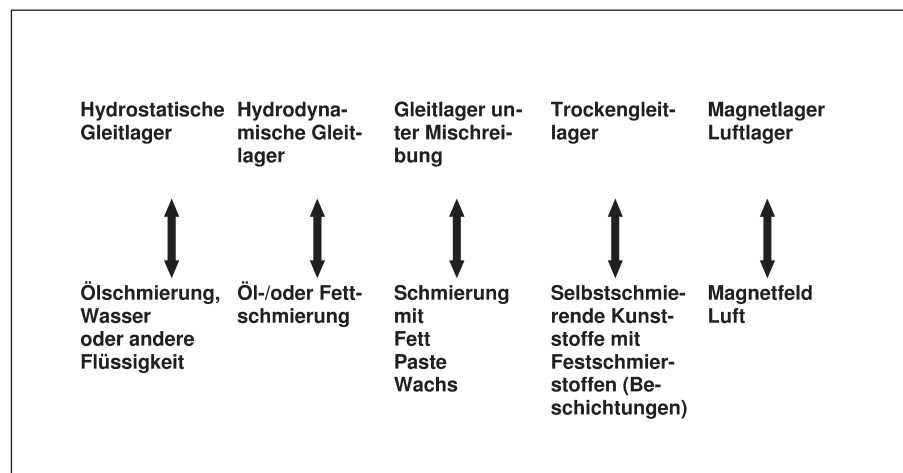 Hydrostatische
Gleitlager
Hydrodyna-
mische Gleit-
lager
Gleitlager un-
ter Mischrei-
bung
Trockengleit-
lager
Magnetlager
Luftlager
Ölschmierung,
Wasser
oder andere
Flüssigkeit
Öl-/oder Fett-
schmierung
Schmierung
mit
Fett
Paste
Wachs
Selbstschmie-
rende Kunst-
stoffe mit
Festschmier-
stoffen (Be-
schichtungen)
Magnetfeld
Luft